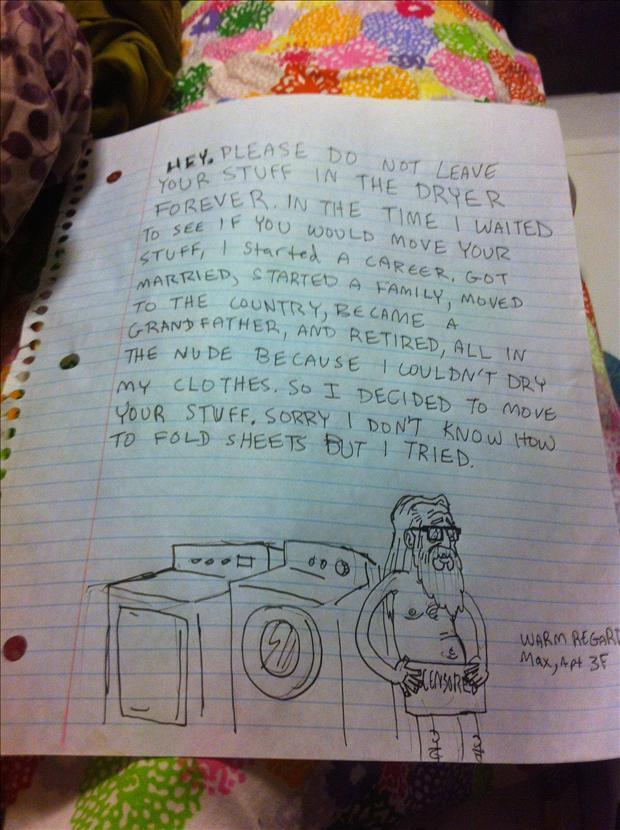 HEY. PLEASE DO NOT LEAVE
YOUR STUFF IN THE DRYER
FOREVER. IN THE TIME I WAITED
TO SEE IF YOU WOULD MOVE YOUR
STUFF, I started A CAREER. GOT
MARRIED, STARTED A FAMILY, MOVED
TO THE COUNTRY, BECAME A
GRANDFATHER, AND RETIRED, ALL IN
THE NUDE BECAUSE I COULDN'T DRY
MY CLOTHES. SO I DECIDED TO MOVE
YOUR STUFF. SORRY I DON'T KNOW HOW
TO FOLD SHEETS BUT I TRIED.
CENSORED
WARM REGARD
Max, Apt 3F